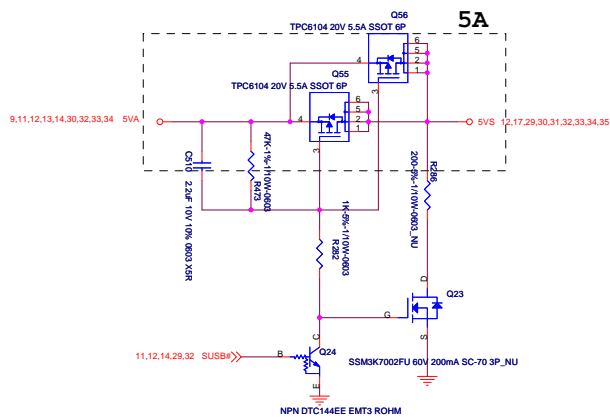 Q56
5A
TPC6104 20V 5.5A SSOT 6P
6
5
4
2
1
Q55
TPC6104 20V 5.5A SSOT 6P
3
6
5
9,11,12,13,14,30,32,33,34 5VA
4
2
1
5VS 12,17,29,30,31,32,33,34,35
3
C510
2.2uF 10V 10% 0603 X5R
47K-1%-1/10W-0603
R473
1K-5%-1/10W-0603
R282
R286
200-5%-1/10W-0603_NU
D
Q23
G
S
SSM3K7002FU 60V 200mA SC-70 3P_NU
C
Q24
11,12,14,29,32 SUSB#
B
E
NPN DTC144EE EMT3 ROHM